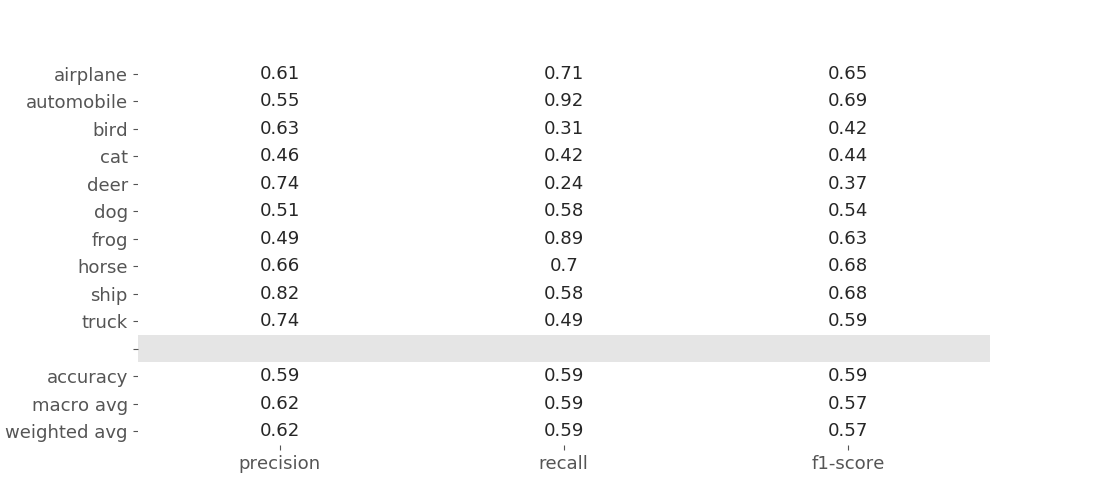 airplane 0.61 0.71 0.65
automobile 0.55 0.92 0.69
bird 0.63 0.31 0.42
cat 0.46 0.42 0.44
deer 0.74 0.24 0.37
dog 0.51 0.58 0.54
frog 0.49 0.89 0.63
horse 0.66 0.7 0.68
ship 0.82 0.58 0.68
truck 0.74 0.49 0.59
accuracy 0.59 0.59 0.59
macro avg 0.62 0.59 0.57
weighted avg 0.62 0.59 0.57
precision recall f1-score